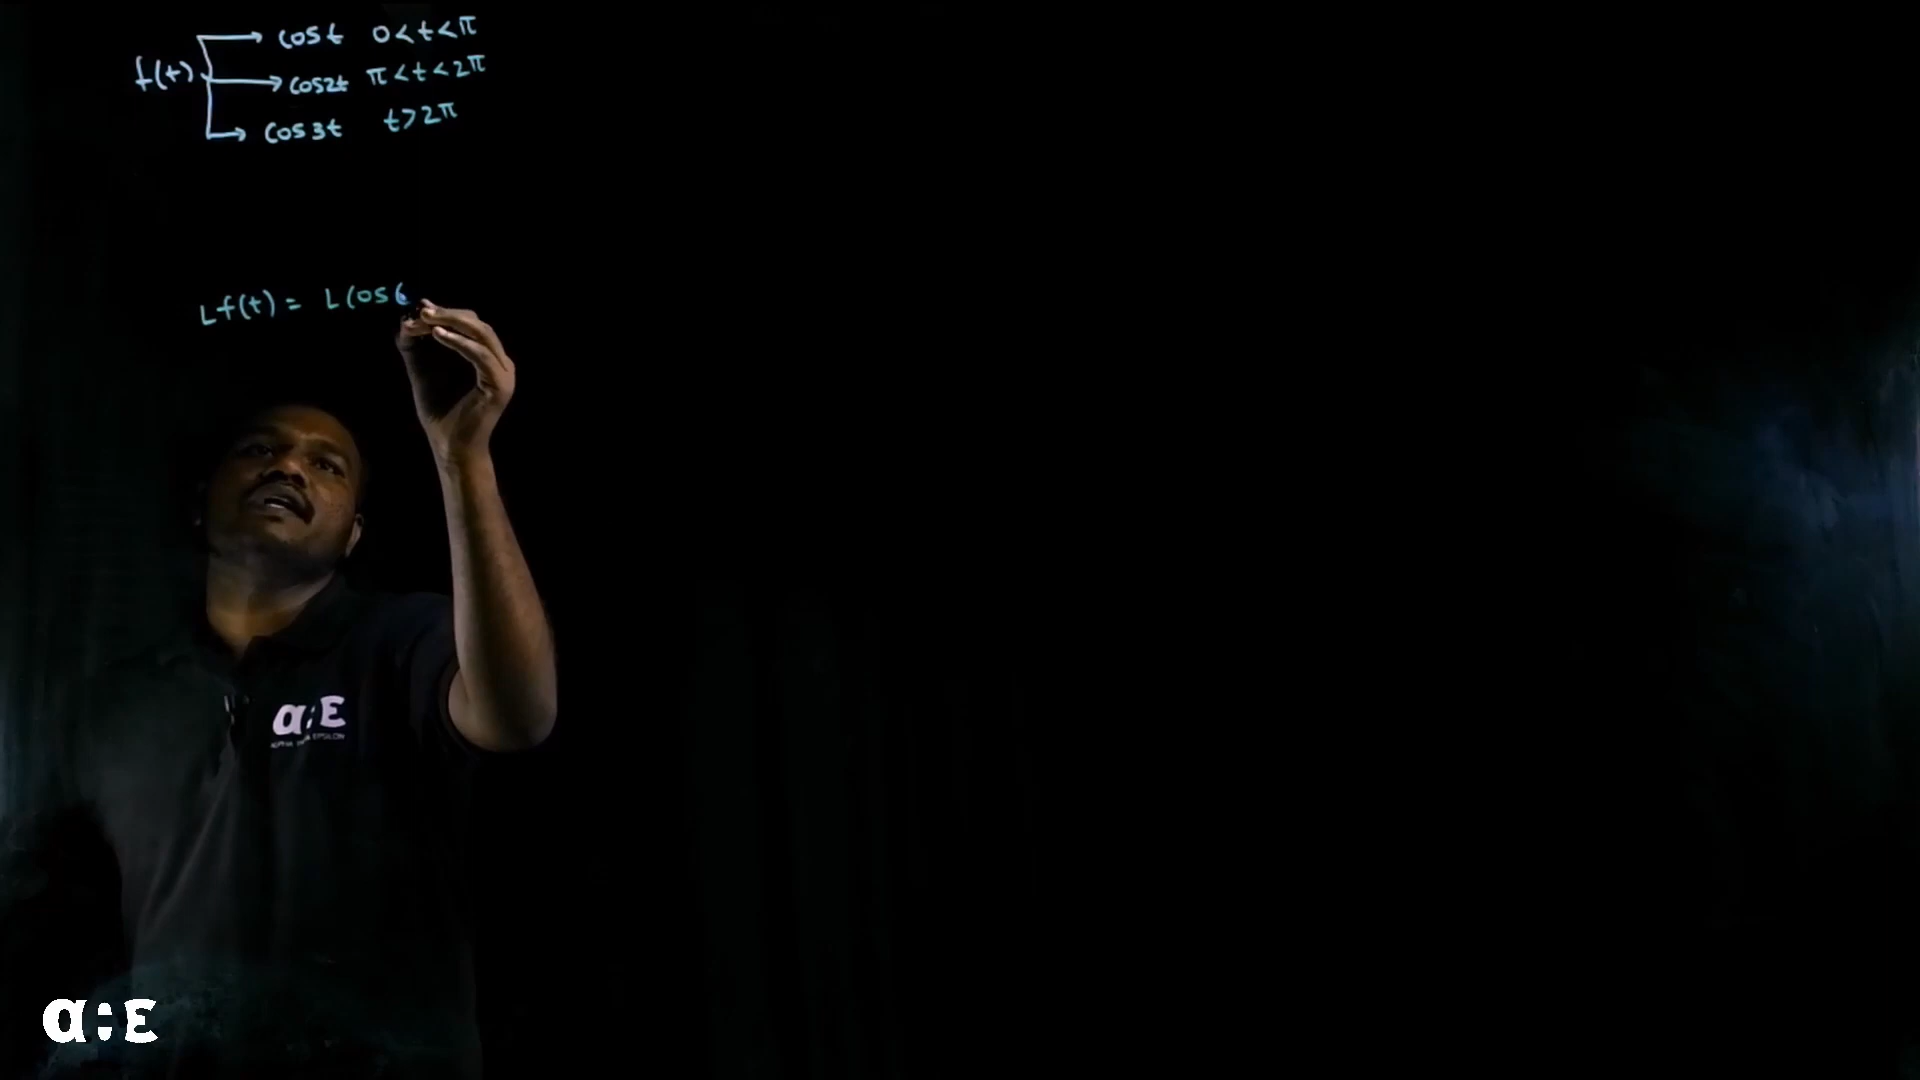 f(t) → cos t 0 < t < π
→ cos2t π < t < 2π
→ cos3t t > 2π
Lf(t) = L cos t
α:ε
α:ε